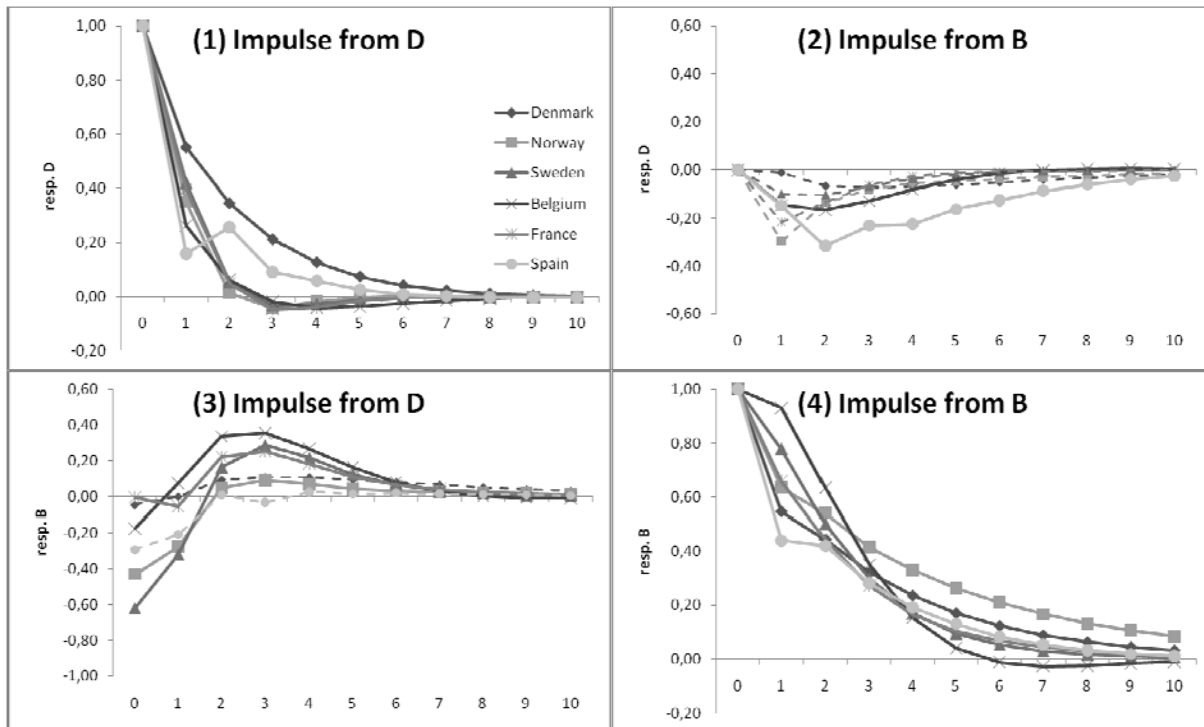 (1) Impulse from D
resp. D
1,00
0,80
0,60
0,40
0,20
0,00
-0,20
0 1 2 3 4 5 6 7 8 9 10
Denmark
Norway
Sweden
Belgium
France
Spain
(2) Impulse from B
resp. D
0,60
0,40
0,20
0,00
-0,20
-0,40
-0,60
0 1 2 3 4 5 6 7 8 9 10
(3) Impulse from D
resp. B
0,60
0,40
0,20
0,00
-0,20
-0,40
-0,60
-0,80
-1,00
0 1 2 3 4 5 6 7 8 9 10
(4) Impulse from B
resp. B
1,00
0,80
0,60
0,40
0,20
0,00
-0,20
0 1 2 3 4 5 6 7 8 9 10